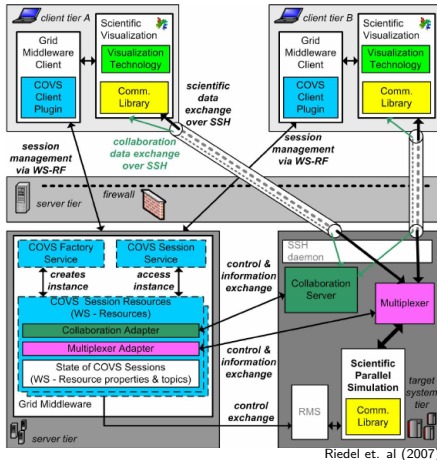 client tier A
Grid
Middleware
Client
COVS
Client
Plugin
Scientific
Visualization
Visualization
Technology
Comm.
Library
client tier B
Grid
Middleware
Client
COVS
Client
Plugin
Scientific
Visualization
Visualization
Technology
Comm.
Library
scientific
data
exchange
over SSH
collaboration
data exchange
over SSH
session
management
via WS-RF
session
management
via WS-RF
firewall
server tier
COVS Factory
Service
COVS Session
Service
creates
instance
access
instance
COVS Session Resources
(WS - Resources)
Collaboration Adapter
Multiplexer Adapter
State of COVS Sessions
(WS - Resource properties & topics)
Grid Middleware
server tier
control &
information
exchange
control &
information
exchange
control
exchange
SSH
daemon
Collaboration
Server
Multiplexer
Scientific
Parallel
Simulation
Comm.
Library
RMS
target
system
tier
Riedel et. al (2007)